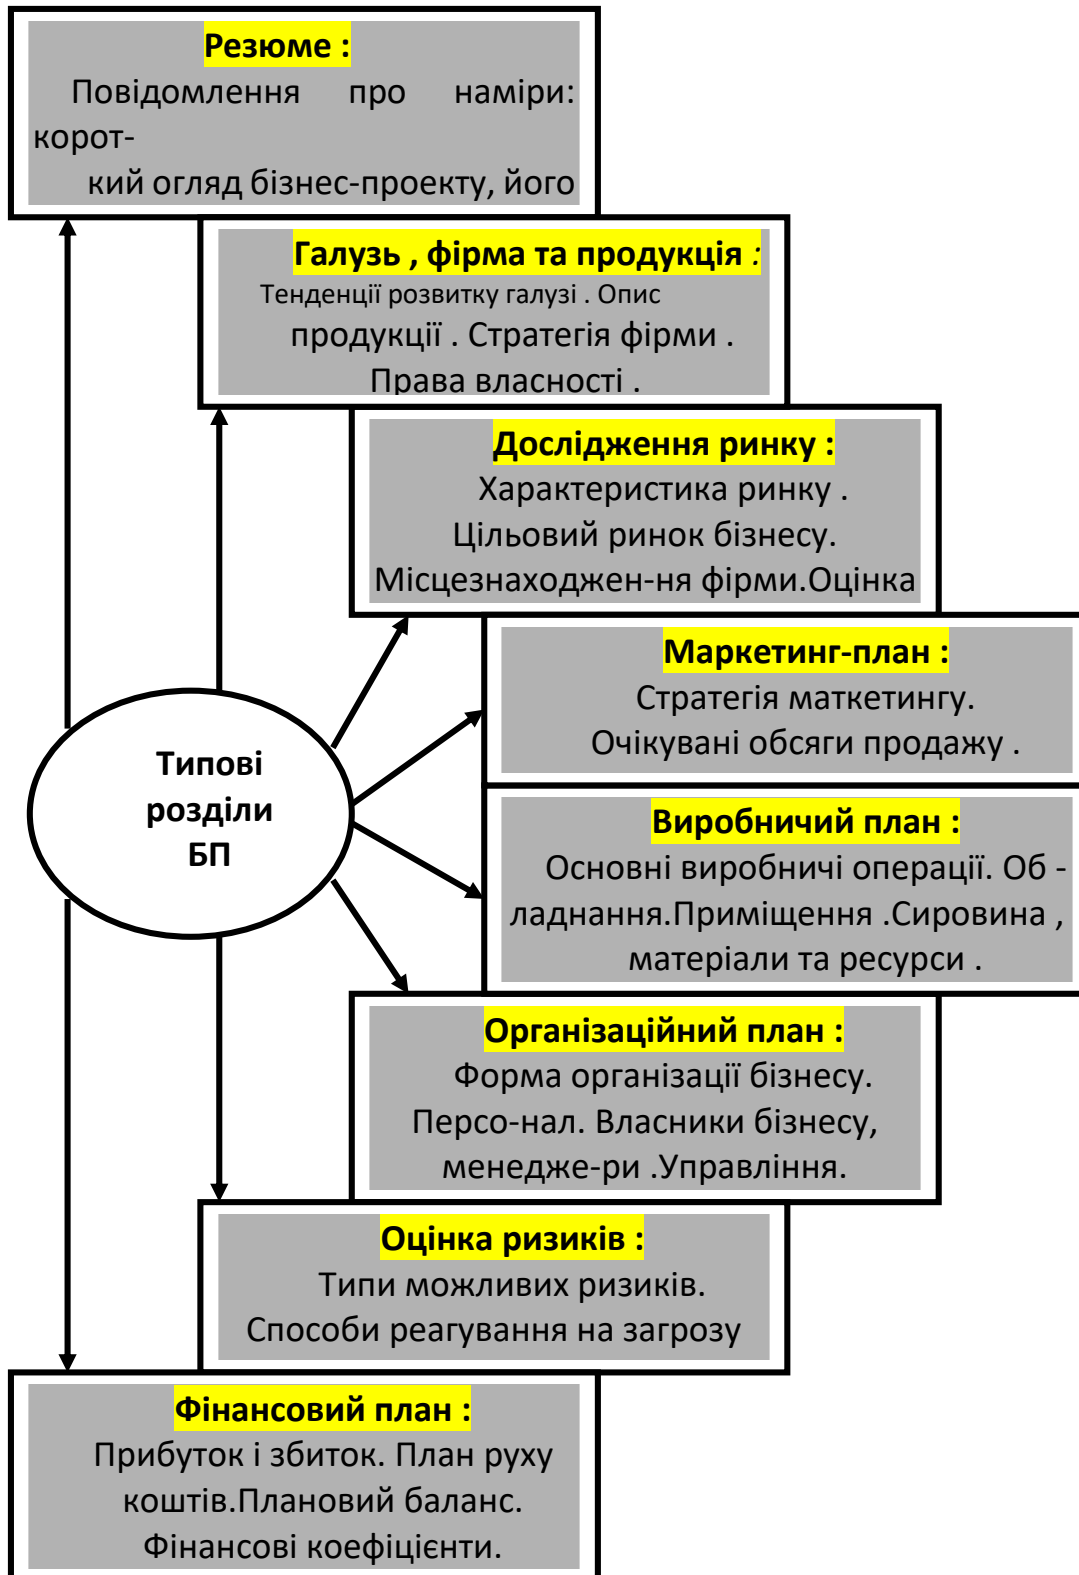 Резюме :
Повідомлення про наміри:
корот-
кий огляд бізнес-проекту, його
Галузь , фірма та продукція :
Тенденції розвитку галузі . Опис
продукції . Стратегія фірми .
Права власності .
Дослідження ринку :
Характеристика ринку .
Цільовий ринок бізнесу.
Місцезнаходжен-ня фірми.Оцінка
Маркетинг-план :
Стратегія маткетингу.
Очікувані обсяги продажу .
Типові
розділи
БП
Виробничий план :
Основні виробничі операції. Об -
ладнання.Приміщення .Сировина ,
матеріали та ресурси .
Організаційний план :
Форма організації бізнесу.
Персо-нал. Власники бізнесу,
менедже-ри .Управління.
Оцінка ризиків :
Типи можливих ризиків.
Способи реагування на загрозу
Фінансовий план :
Прибуток і збиток. План руху
коштів.Плановий баланс.
Фінансові коефіцієнти.